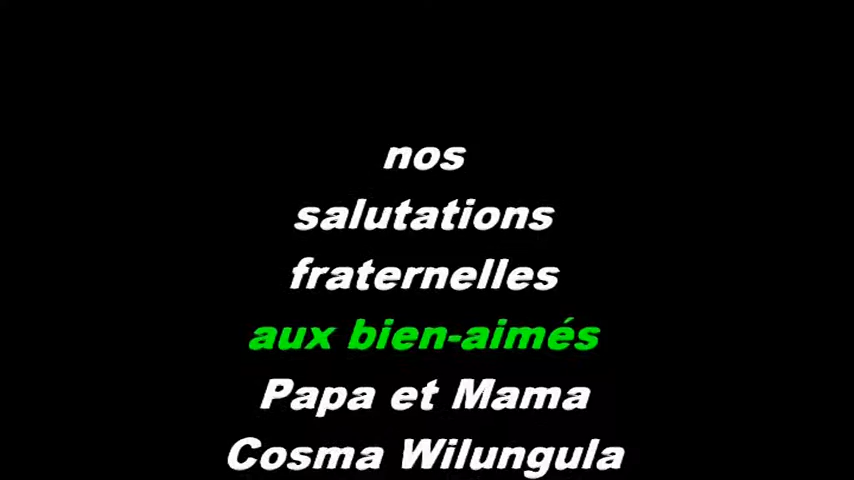 nos
salutations
fraternelles
aux bien-aimés
Papa et Mama
Cosma Wilungula